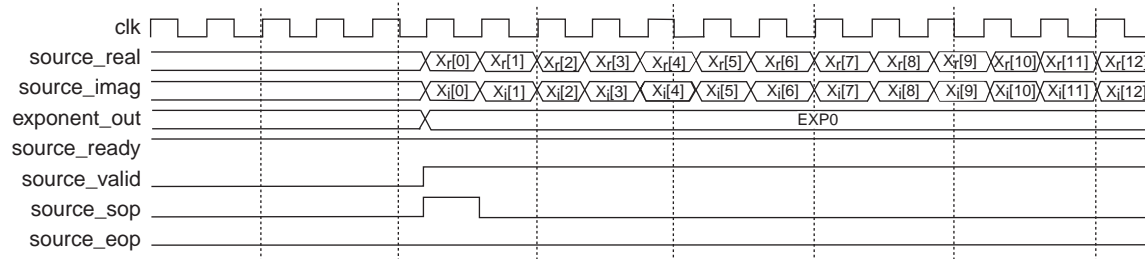 clk
source_real Xr[0] Xr[1] Xr[2] Xr[3] Xr[4] Xr[5] Xr[6] Xr[7] Xr[8] Xr[9] Xr[10] Xr[11] Xr[12]
source_imag Xi[0] Xi[1] Xi[2] Xi[3] Xi[4] Xi[5] Xi[6] Xi[7] Xi[8] Xi[9] Xi[10] Xi[11] Xi[12]
exponent_out EXP0
source_ready
source_valid
source_sop
source_eop